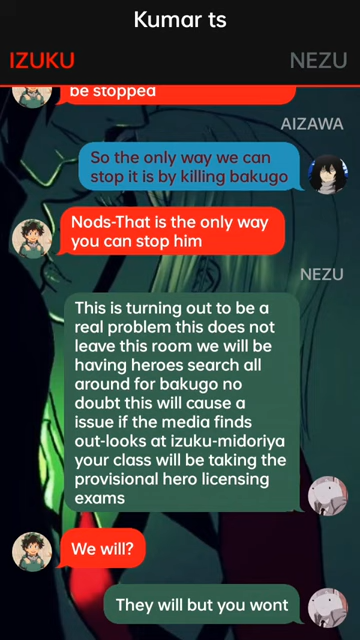 Kumar ts
IZUKU
NEZU
be stopped
AIZAWA
So the only way we can
stop it is by killing bakugo
Nods-That is the only way
you can stop him
NEZU
This is turning out to be a
real problem this does not
leave this room we will be
having heroes search all
around for bakugo no
doubt this will cause a
issue if the media finds
out-looks at izuku-midoriya
your class will be taking the
provisional hero licensing
exams
We will?
They will but you wont